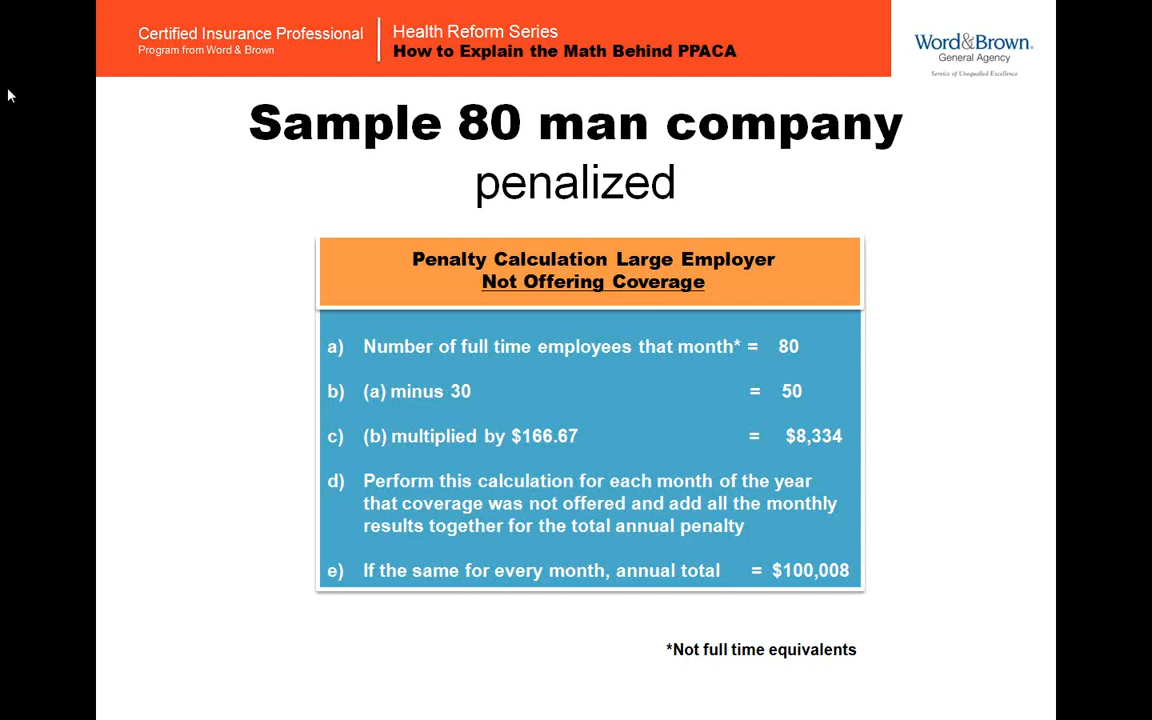 Certified Insurance Professional
Program from Word & Brown
Health Reform Series
How to Explain the Math Behind PPACA
Word&Brown®
General Agency
Service of Unequalled Excellence
Sample 80 man company
penalized
Penalty Calculation Large Employer
Not Offering Coverage
a) Number of full time employees that month* = 80
b) (a) minus 30 = 50
c) (b) multiplied by $166.67 = $8,334
d) Perform this calculation for each month of the year
that coverage was not offered and add all the monthly
results together for the total annual penalty
e) If the same for every month, annual total = $100,008
*Not full time equivalents